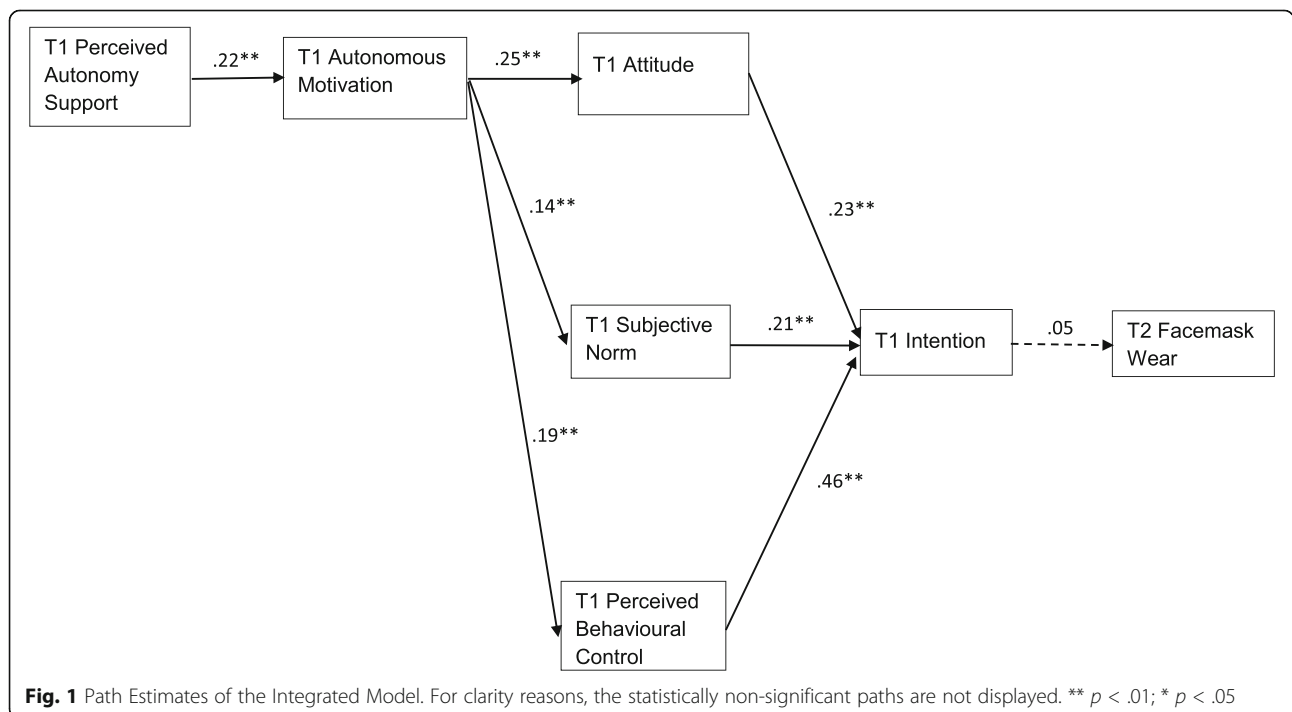 T1 Perceived
Autonomy
Support
.22**
T1 Autonomous
Motivation
.25**
T1 Attitude
.14**
.23**
.19**
T1 Subjective
Norm
.21**
T1 Intention
.05
T2 Facemask
Wear
.46**
T1 Perceived
Behavioural
Control
Fig. 1 Path Estimates of the Integrated Model. For clarity reasons, the statistically non-significant paths are not displayed. ** p < .01; * p < .05